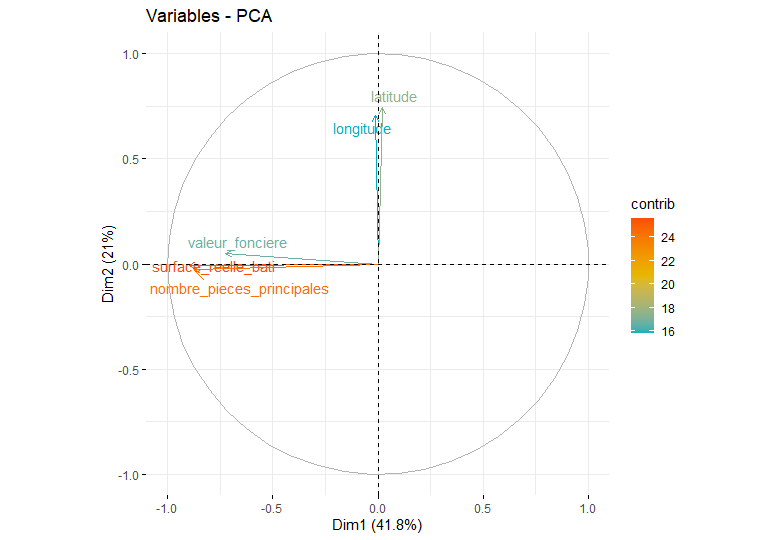 Variables - PCA
1.0
latitude
longitude
contrib
0.5
24
valeur_fonciere
22
0.0
surface_reelle_bati
20
nombre_pieces_principales
18
16
Dim2 (21%)
-0.5
-1.0
-1.0 -0.5 0.0 0.5 1.0
Dim1 (41.8%)